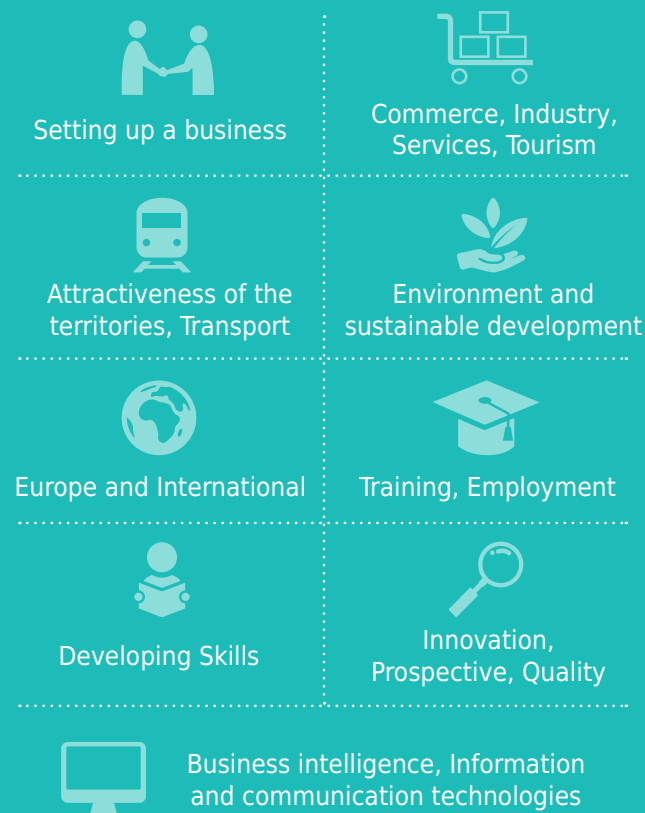 Setting up a business
Commerce, Industry,
Services, Tourism
Attractiveness of the
territories, Transport
Environment and
sustainable development
Europe and International
Training, Employment
Developing Skills
Innovation,
Prospective, Quality
Business intelligence, Information
and communication technologies